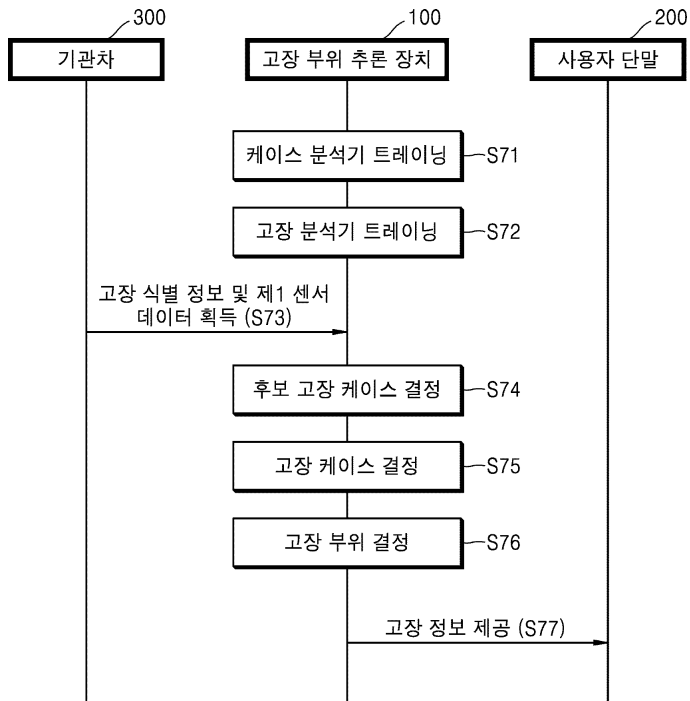 300
100
200
기관차
고장 부위 추론 장치
사용자 단말
케이스 분석기 트레이닝
S71
고장 분석기 트레이닝
S72
고장 식별 정보 및 제1 센서
데이터 획득 (S73)
후보 고장 케이스 결정
S74
고장 케이스 결정
S75
고장 부위 결정
S76
고장 정보 제공 (S77)